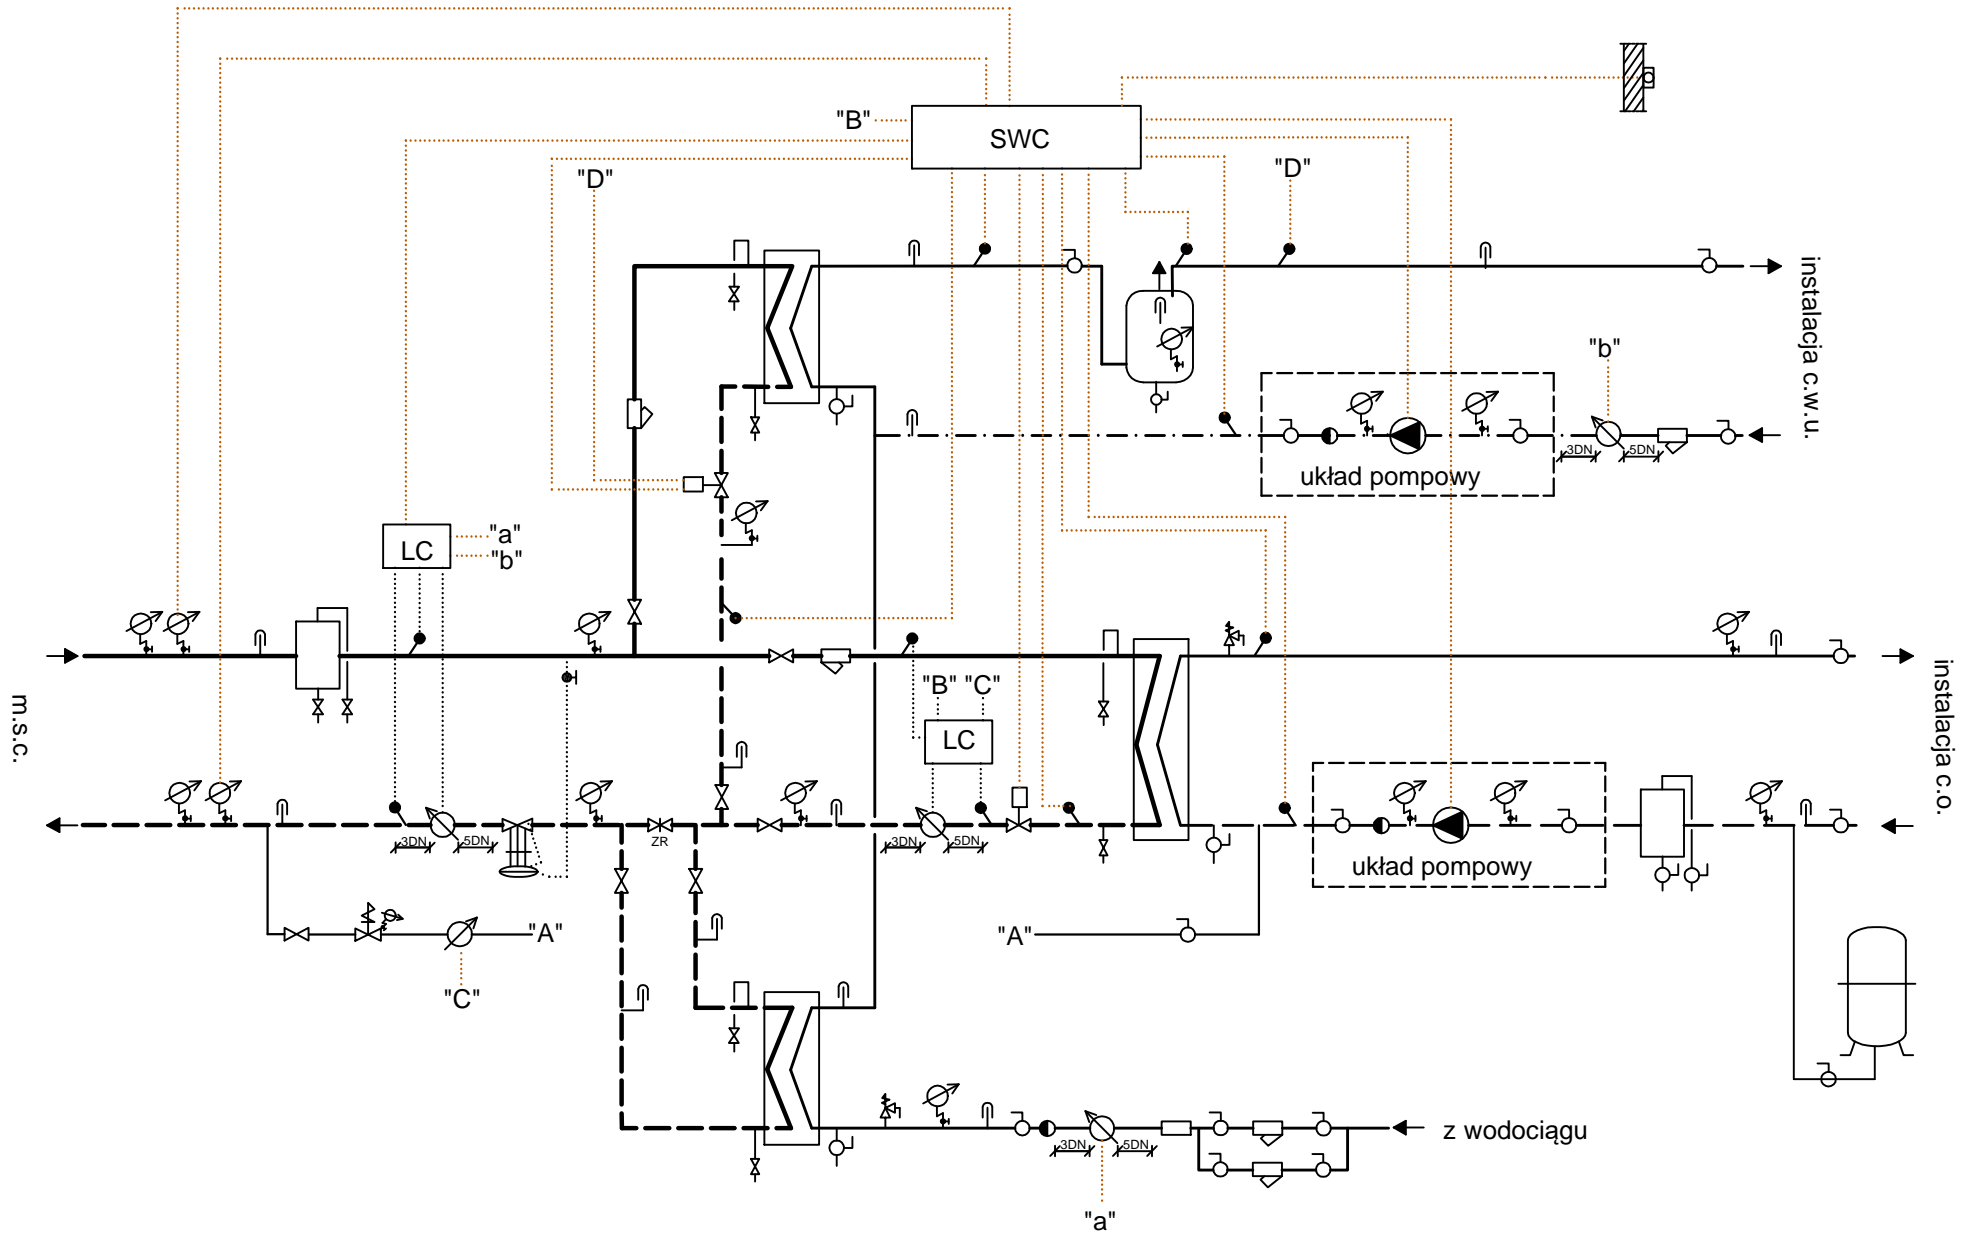 "B"
SWC
"D"
"D"
instalacja c.w.u.
"b"
3DN
5DN
układ pompowy
LC
"a"
"b"
m.s.c.
"B"
"C"
LC
instalacja c.o.
3DN
5DN
ZR
3DN
5DN
układ pompowy
"A"
"A"
"C"
z wodociągu
3DN
5DN
"a"